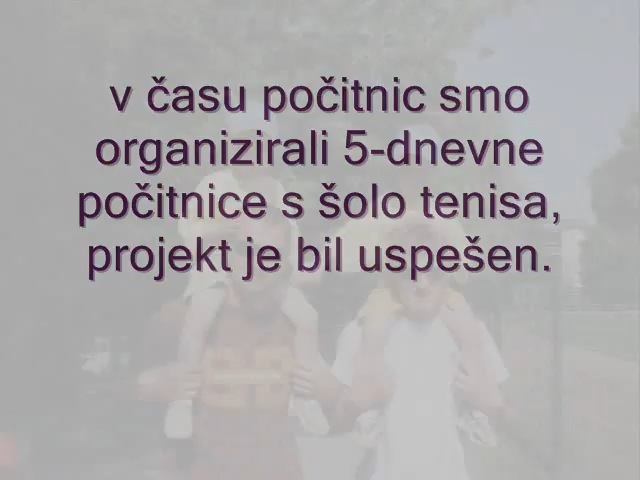 v času počitnic smo
organizirali 5-dnevne
počitnice s šolo tenisa,
projekt je bil uspešen.